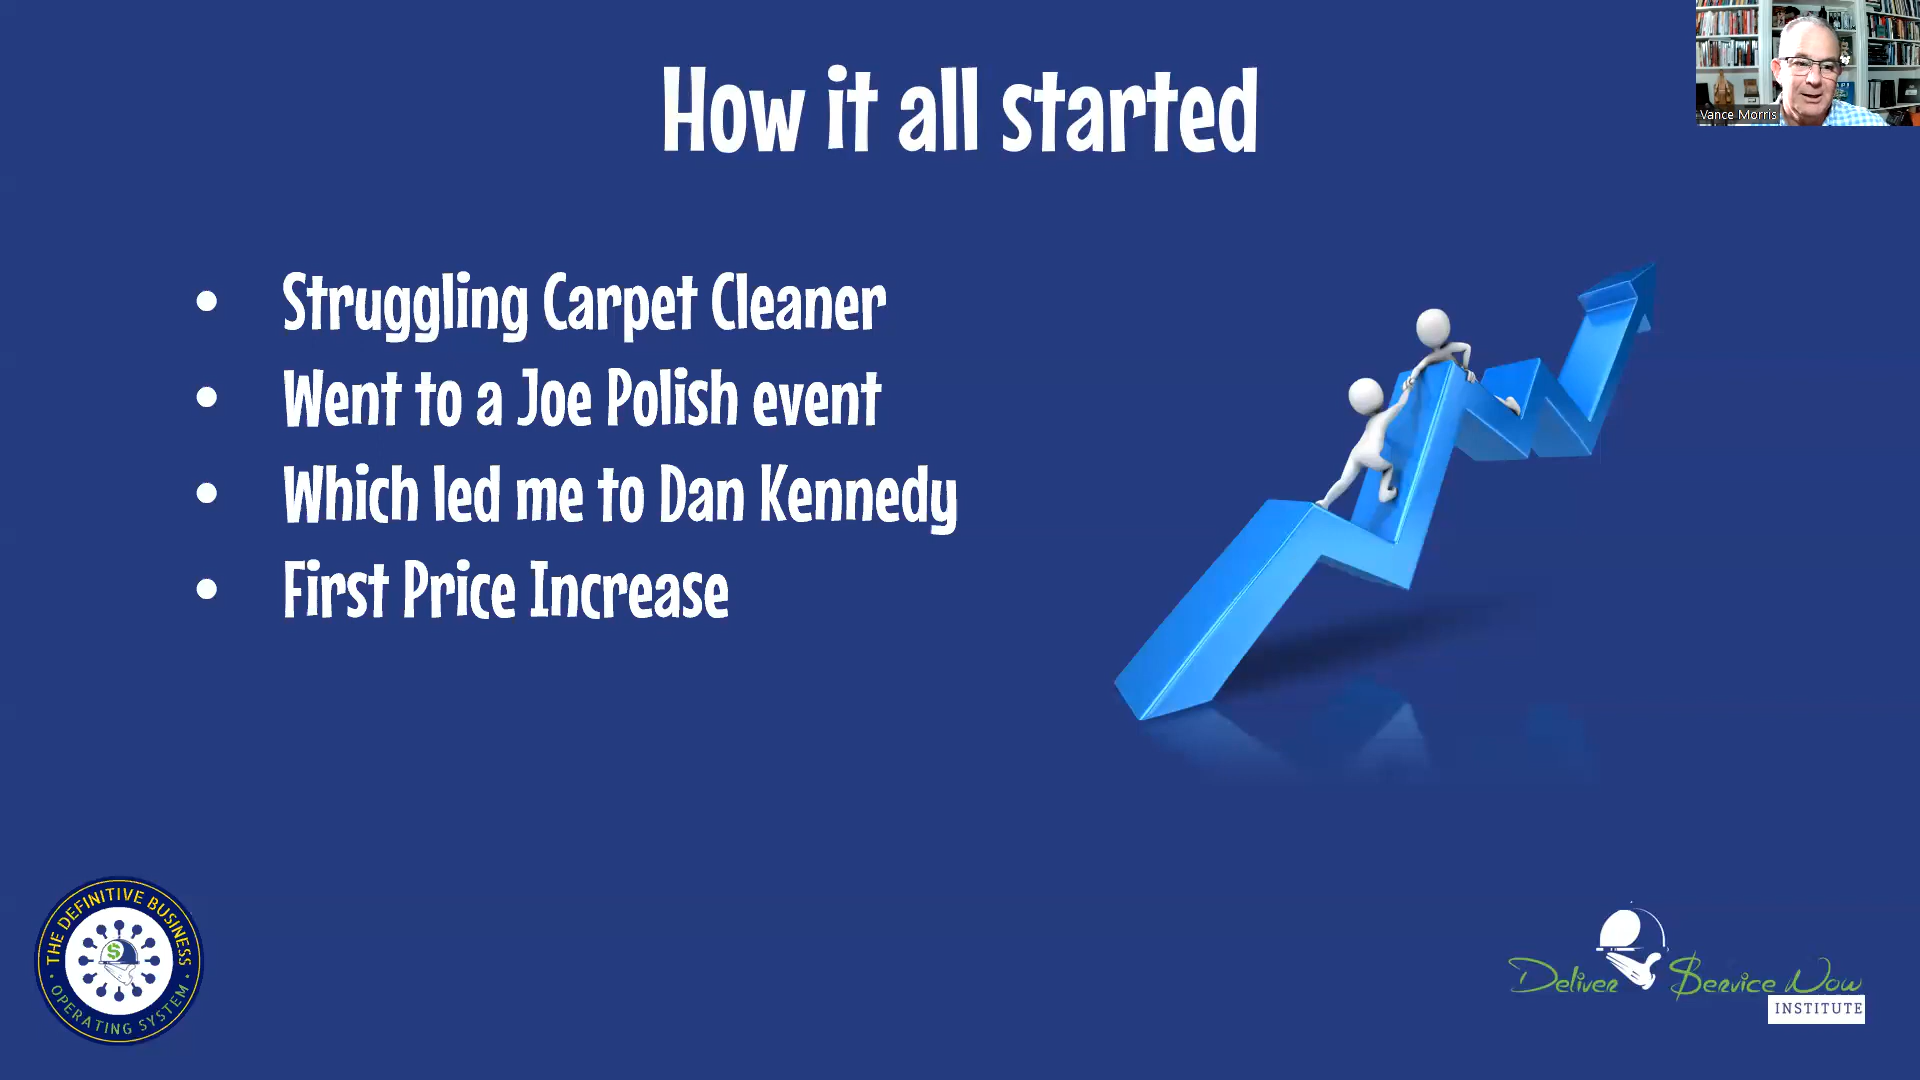 How it all started
Vance Morris
• Struggling Carpet Cleaner
• Went to a Joe Polish event
• Which led me to Dan Kennedy
• First Price Increase
THE DEFINITIVE BUSINESS
• OPERATING SYSTEM •
$
Deliver $ervice Now
INSTITUTE